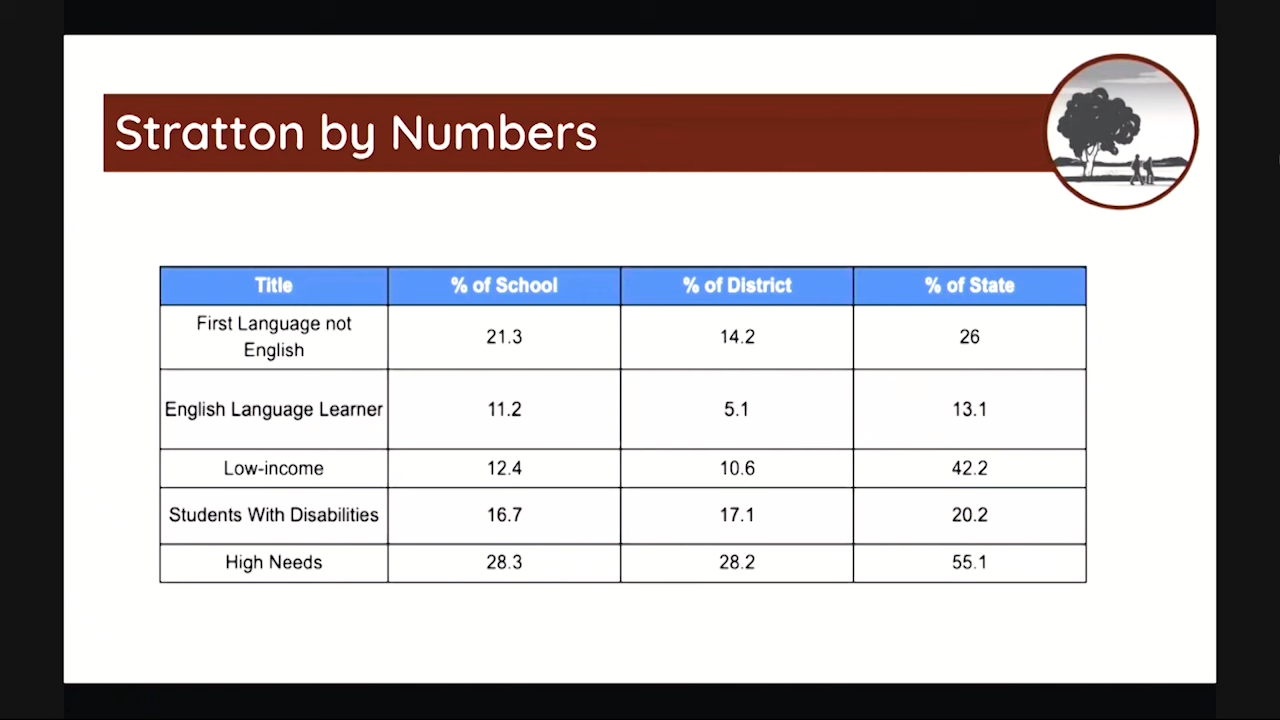 Stratton by Numbers
Title % of School % of District % of State
First Language not
English 21.3 14.2 26
English Language Learner 11.2 5.1 13.1
Low-income 12.4 10.6 42.2
Students With Disabilities 16.7 17.1 20.2
High Needs 28.3 28.2 55.1